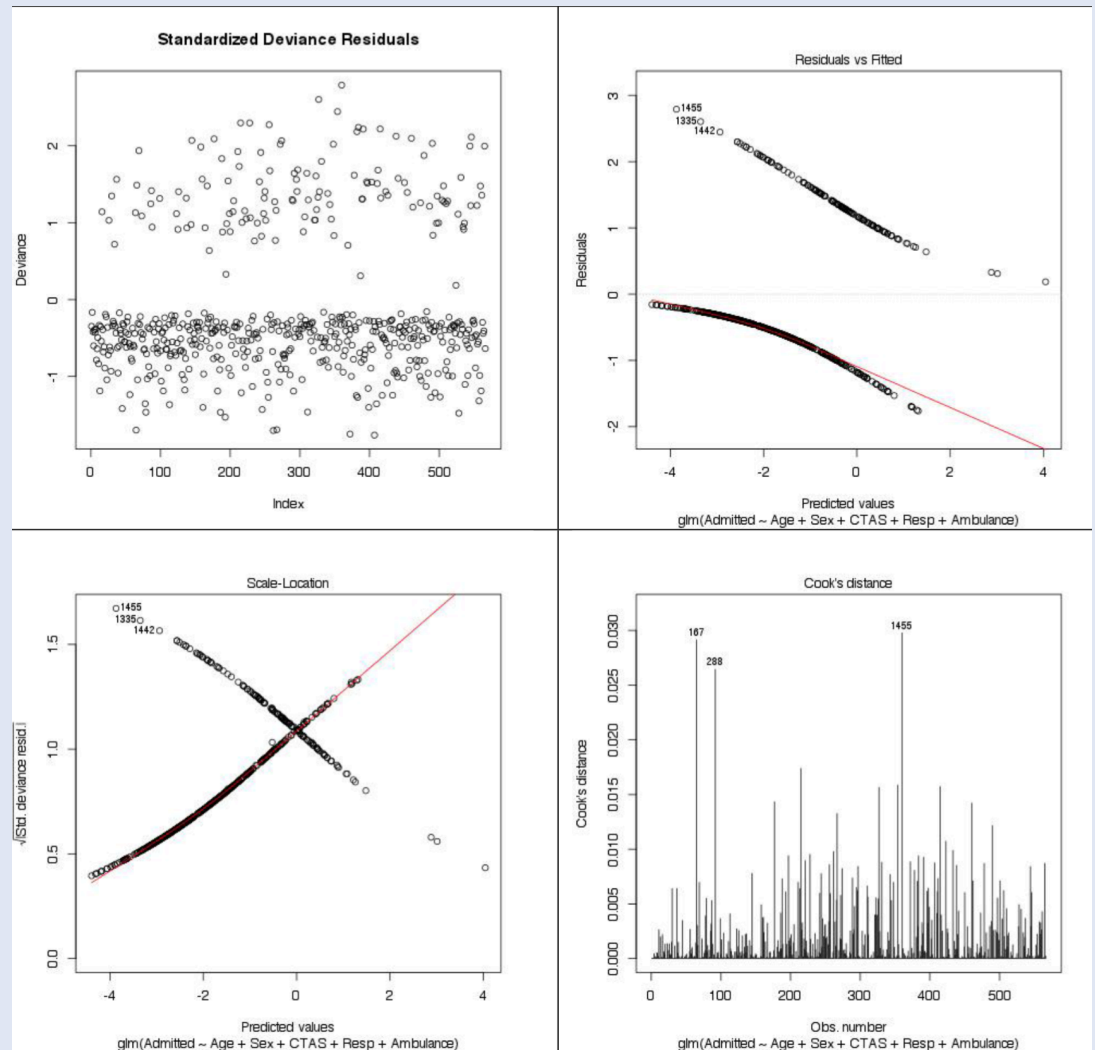 Standardized Deviance Residuals
Deviance
2
1
0
-1
0 100 200 300 400 500
Index
Residuals vs Fitted
Residuals
3
2
1
0
-1
-2
1455
1335
1442
-4 -2 0 2 4
Predicted values
glm(Admitted ~ Age + Sex + CTAS + Resp + Ambulance)
Scale-Location
√|Std. deviance resid.|
1.5
1.0
0.5
0.0
1455
1335
1442
-4 -2 0 2 4
Predicted values
glm(Admitted ~ Age + Sex + CTAS + Resp + Ambulance)
Cook's distance
Cook's distance
0.030
0.025
0.020
0.015
0.010
0.005
0.000
167
288
1455
0 100 200 300 400 500
Obs. number
glm(Admitted ~ Age + Sex + CTAS + Resp + Ambulance)